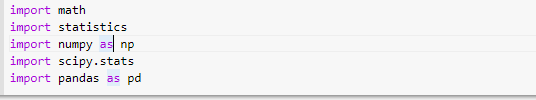 import math
import statistics
import numpy as np
import scipy.stats
import pandas as pd